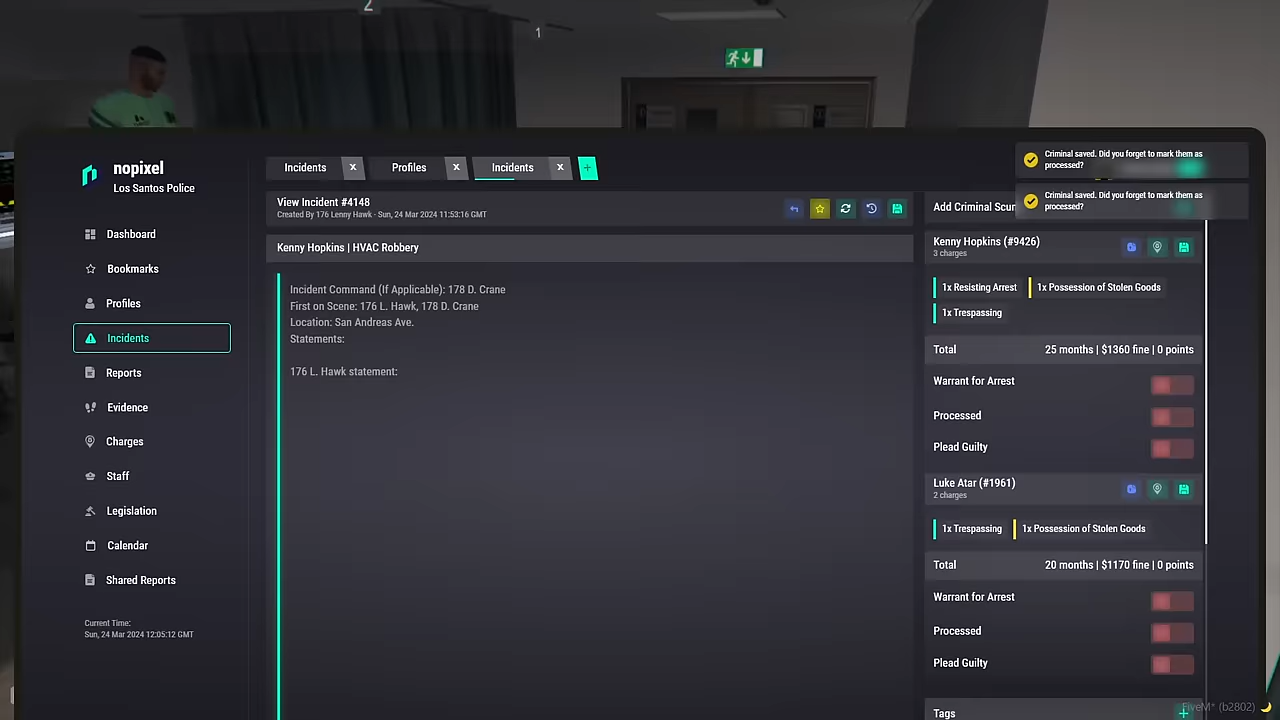 2
1
nopixel
Los Santos Police
Dashboard
Bookmarks
Profiles
Incidents
Reports
Evidence
Charges
Staff
Legislation
Calendar
Shared Reports
Current Time:
Sun, 24 Mar 2024 12:05:12 GMT
Incidents x
Profiles x
Incidents x
+
View Incident #4148
Created By 176 Lenny Hawk - Sun, 24 Mar 2024 11:53:16 GMT
Kenny Hopkins | HVAC Robbery
Incident Command (If Applicable): 178 D. Crane
First on Scene: 176 L. Hawk, 178 D. Crane
Location: San Andreas Ave.
Statements:
176 L. Hawk statement:
Criminal saved. Did you forget to mark them as
processed?
Criminal saved. Did you forget to mark them as
processed?
Add Criminal Scum
Kenny Hopkins (#9426)
3 charges
1x Resisting Arrest
1x Possession of Stolen Goods
1x Trespassing
Total 25 months | $1360 fine | 0 points
Warrant for Arrest
Processed
Plead Guilty
Luke Atar (#1961)
2 charges
1x Trespassing
1x Possession of Stolen Goods
Total 20 months | $1170 fine | 0 points
Warrant for Arrest
Processed
Plead Guilty
Tags +
FiveM* (b2802)